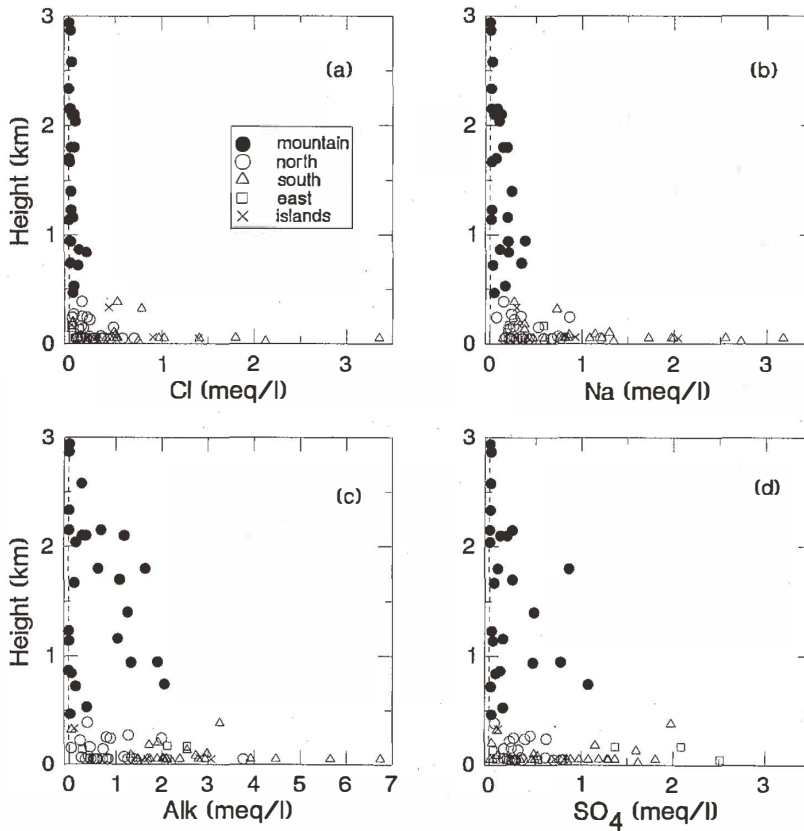 3
2
1
0
Height (km)
(a)
mountain
north
south
east
islands
0 1 2 3
Cl (meq/l)
3
2
1
0
(b)
0 1 2 3
Na (meq/l)
3
2
1
0
Height (km)
(c)
0 1 2 3 4 5 6 7
Alk (meq/l)
3
2
1
0
(d)
0 1 2 3
SO4 (meq/l)